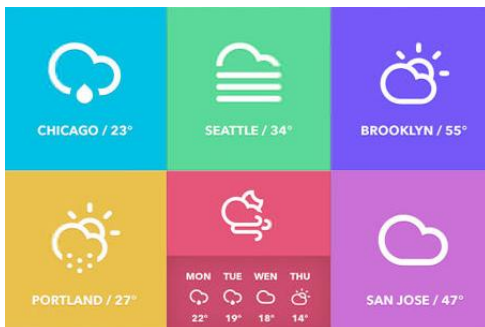 CHICAGO / 23°
SEATTLE / 34°
BROOKLYN / 55°
PORTLAND / 27°
MON TUE WEN THU
22° 19° 18° 14°
SAN JOSE / 47°